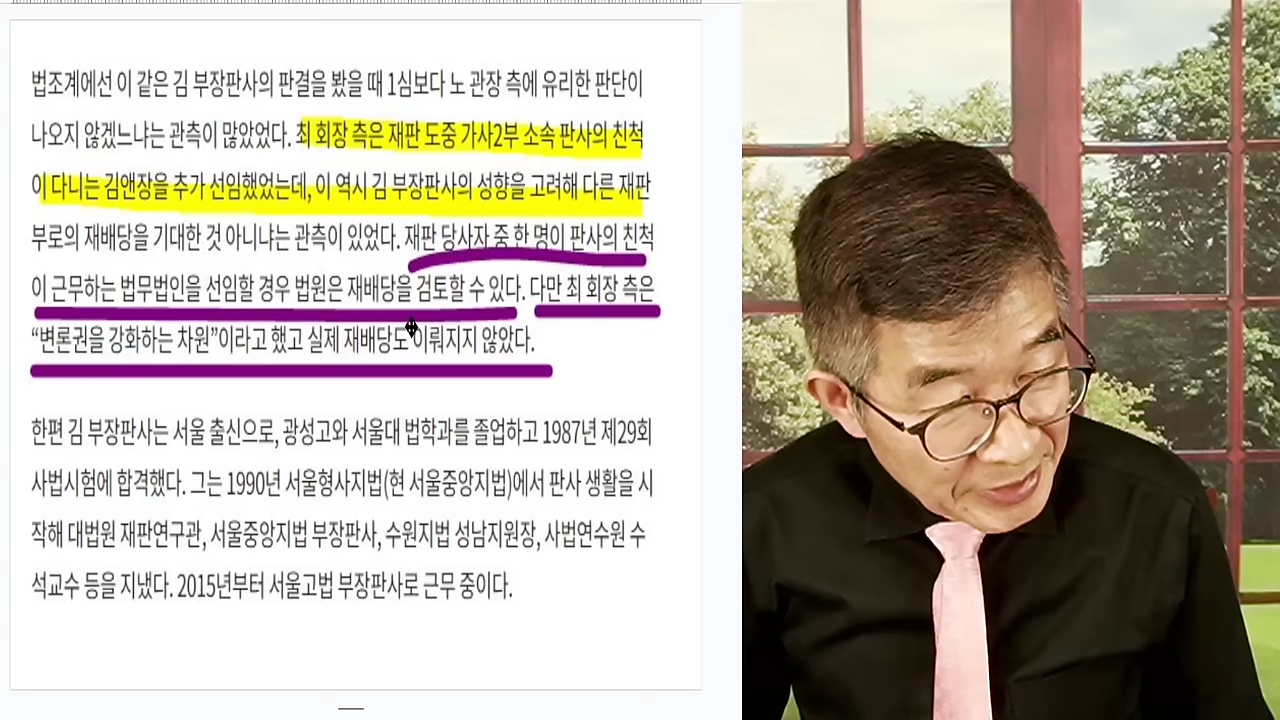 법조계에선 이 같은 김 부장판사의 판결을 봤을 때 1심보다 노 관장 측에 유리한 판단이
나오지 않겠느냐는 관측이 많았었다. 최 회장 측은 재판 도중 가사2부 소속 판사의 친척
이 다니는 김앤장을 추가 선임했었는데, 이 역시 김 부장판사의 성향을 고려해 다른 재판
부로의 재배당을 기대한 것 아니냐는 관측이 있었다. 재판 당사자 중 한 명이 판사의 친척
이 근무하는 법무법인을 선임할 경우 법원은 재배당을 검토할 수 있다. 다만 최 회장 측은
“변론권을 강화하는 차원”이라고 했고 실제 재배당도 이뤄지지 않았다.
한편 김 부장판사는 서울 출신으로, 광성고와 서울대 법학과를 졸업하고 1987년 제29회
사법시험에 합격했다. 그는 1990년 서울형사지법(현 서울중앙지법)에서 판사 생활을 시
작해 대법원 재판연구관, 서울중앙지법 부장판사, 수원지법 성남지원장, 사법연수원 수
석교수 등을 지냈다. 2015년부터 서울고법 부장판사로 근무 중이다.